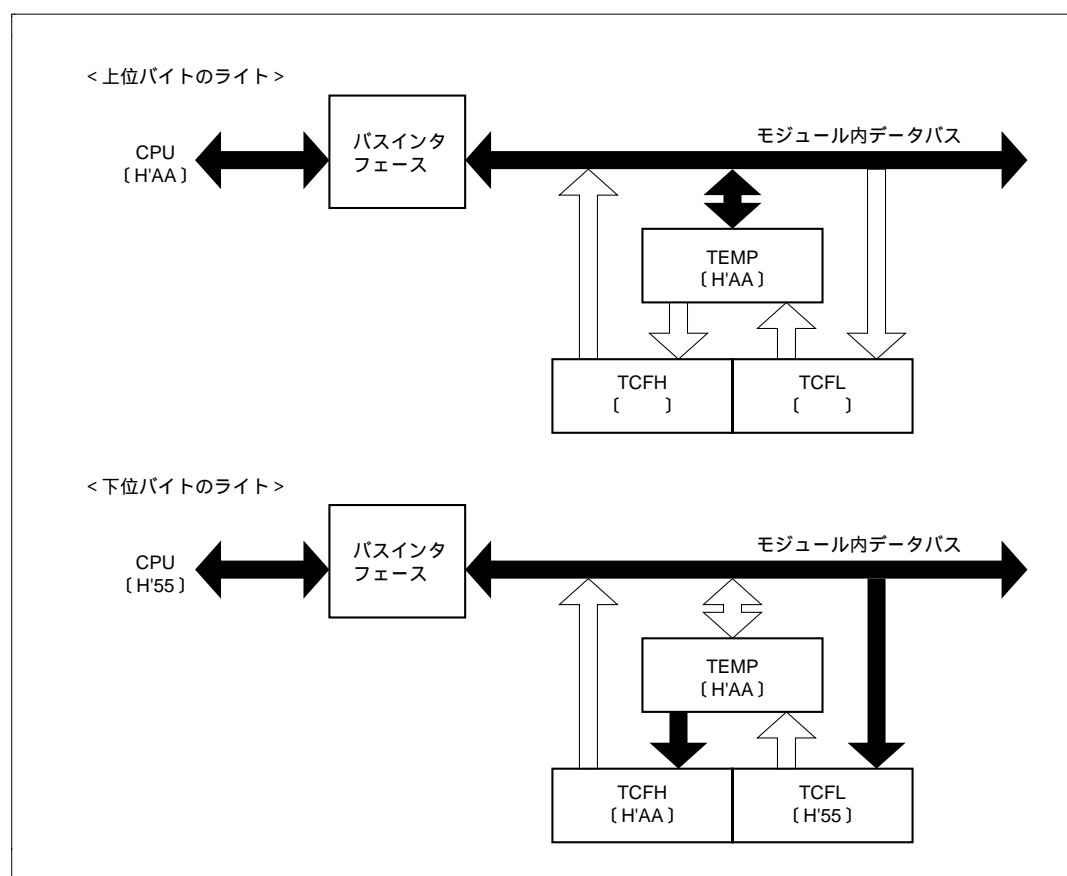 <上位バイトのライト>
バスインタ
フェース
モジュール内データバス
CPU
〔H'AA〕
TEMP
〔H'AA〕
TCFH
〔　　〕
TCFL
〔　　〕
<下位バイトのライト>
バスインタ
フェース
モジュール内データバス
CPU
〔H'55〕
TEMP
〔H'AA〕
TCFH
〔H'AA〕
TCFL
〔H'55〕